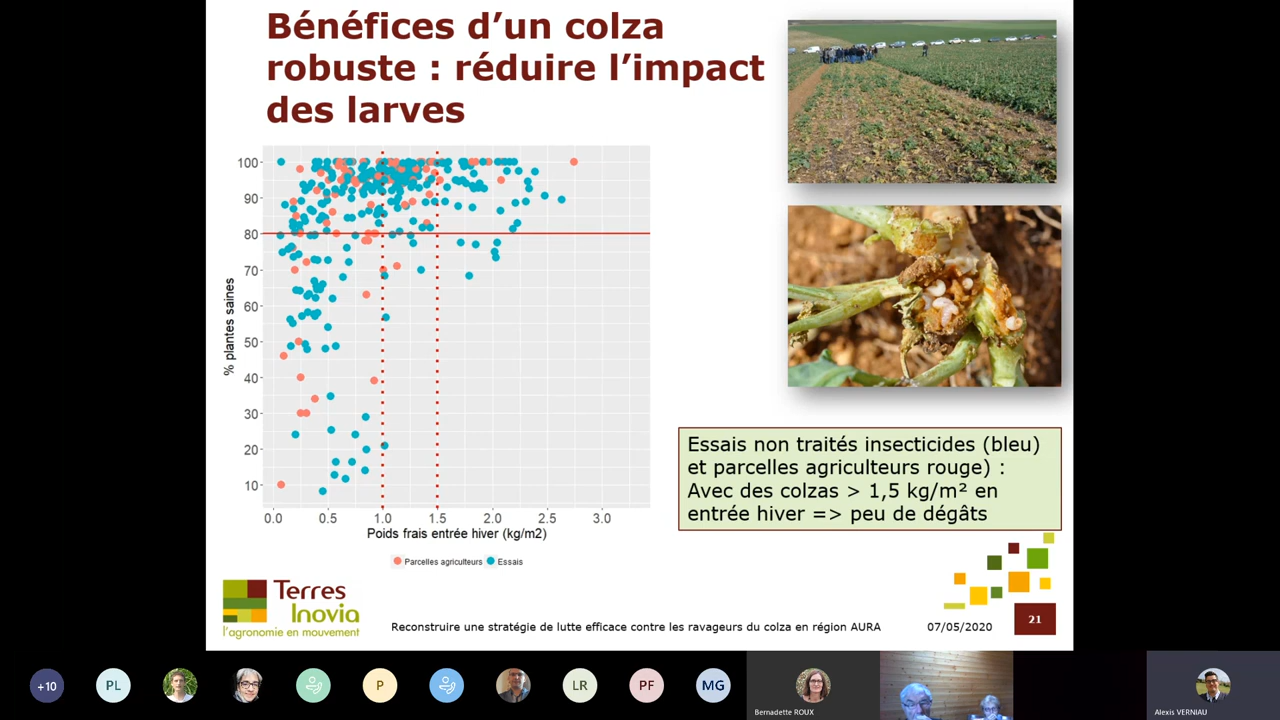 Bénéfices d’un colza
robuste : réduire l’impact
des larves
100
90
80
70
60
50
40
30
20
10
% plantes saines
0.0 0.5 1.0 1.5 2.0 2.5 3.0
Poids frais entrée hiver (kg/m2)
Parcelles agriculteurs Essais
Essais non traités insecticides (bleu)
et parcelles agriculteurs rouge) :
Avec des colzas > 1,5 kg/m² en
entrée hiver => peu de dégâts
Terres
Inovia
l’agronomie en mouvement
Reconstruire une stratégie de lutte efficace contre les ravageurs du colza en région AURA
07/05/2020
21
+10 PL P LR PF MG
Bernadette ROUX
Alexis VERNIAU